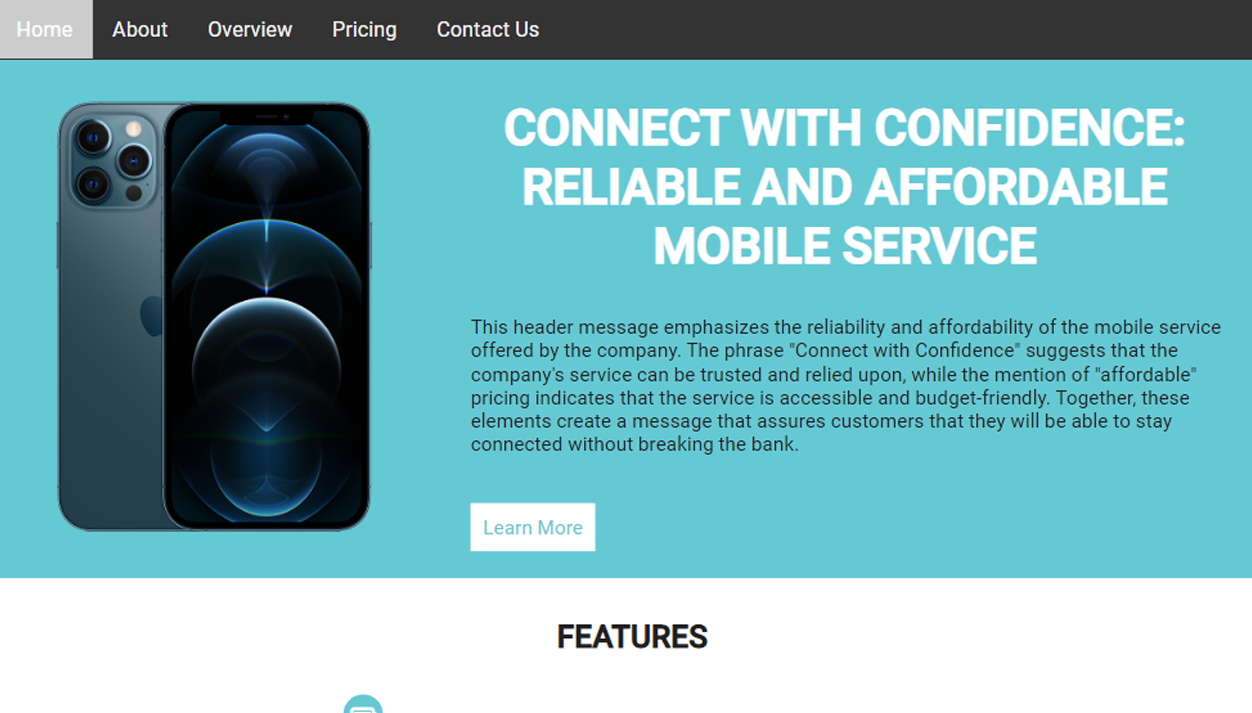 Home About Overview Pricing Contact Us
CONNECT WITH CONFIDENCE:
RELIABLE AND AFFORDABLE
MOBILE SERVICE
This header message emphasizes the reliability and affordability of the mobile service
offered by the company. The phrase "Connect with Confidence" suggests that the
company's service can be trusted and relied upon, while the mention of "affordable"
pricing indicates that the service is accessible and budget-friendly. Together, these
elements create a message that assures customers that they will be able to stay
connected without breaking the bank.
Learn More
FEATURES